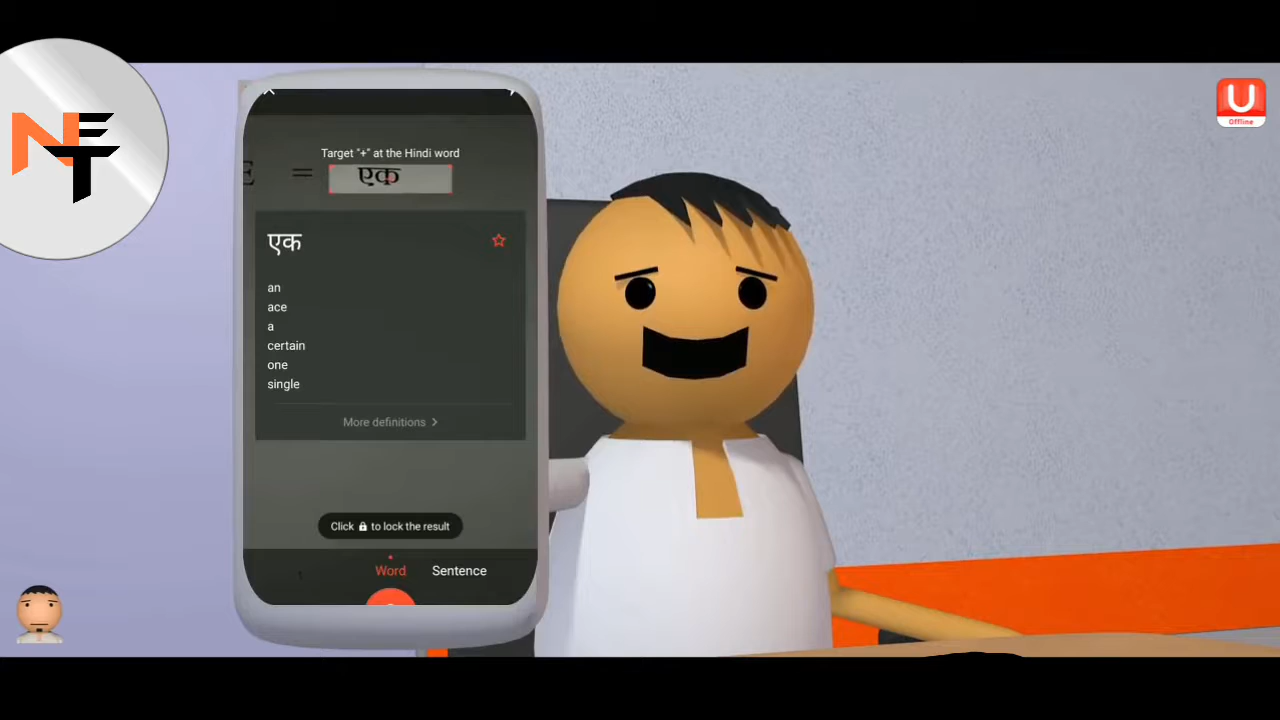 NET
U
Offline
Target "+" at the Hindi word
E = एक
एक
an
ace
a
certain
one
single
More definitions
Click to lock the result
Word Sentence